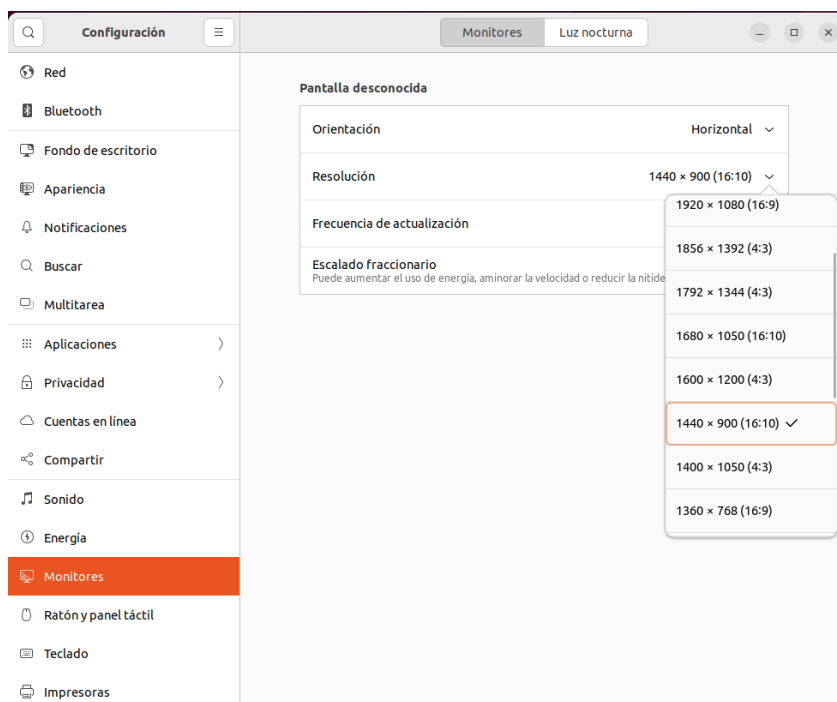 Configuración
Monitores
Luz nocturna
Red
Bluetooth
Fondo de escritorio
Apariencia
Notificaciones
Buscar
Multitarea
Aplicaciones
Privacidad
Cuentas en línea
Compartir
Sonido
Energía
Monitores
Ratón y panel táctil
Teclado
Impresoras
Pantalla desconocida
Orientación
Horizontal
Resolución
1440 × 900 (16∶10)
Frecuencia de actualización
Escalado fraccionario
Puede aumentar el uso de energía, aminorar la velocidad o reducir la nitide
1920 × 1080 (16∶9)
1856 × 1392 (4∶3)
1792 × 1344 (4∶3)
1680 × 1050 (16∶10)
1600 × 1200 (4∶3)
1440 × 900 (16∶10)
1400 × 1050 (4∶3)
1360 × 768 (16∶9)